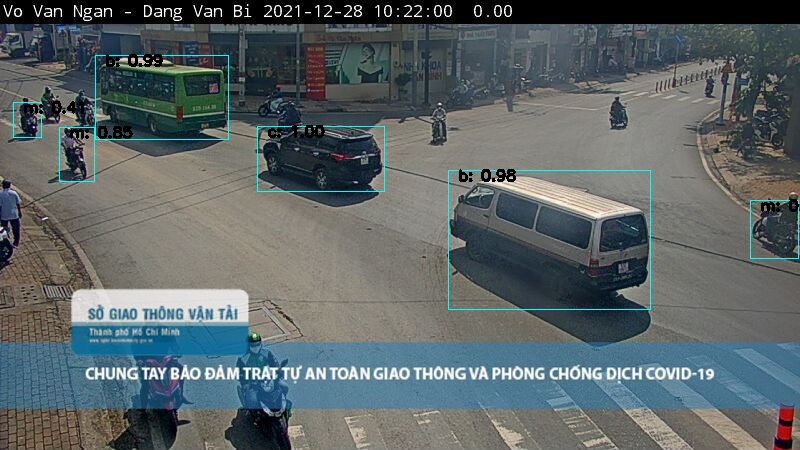 Vo Van Ngan - Dang Van Bi 2021-12-28 10:22:00 0.00
b: 0.99
m: 0.4
m: 0.85
c: 1.00
b: 0.98
m: 0
SỞ GIAO THÔNG VẬN TẢI
Thành phố Hồ Chí Minh
CHUNG TAY BẢO ĐẢM TRẬT TỰ AN TOÀN GIAO THÔNG VÀ PHÒNG CHỐNG DỊCH COVID-19